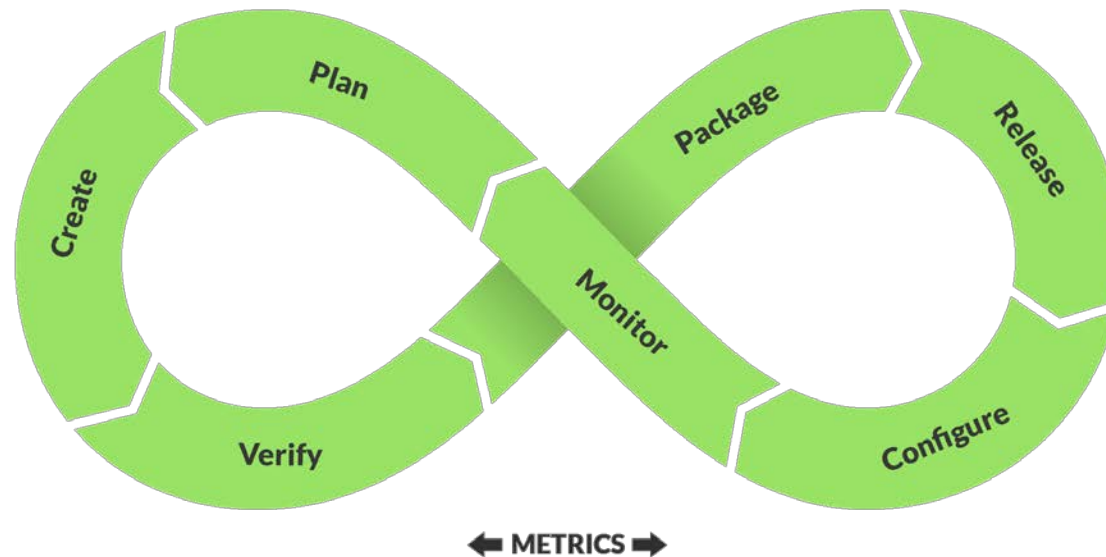 Plan
Create
Verify
Package
Release
Configure
Monitor
METRICS